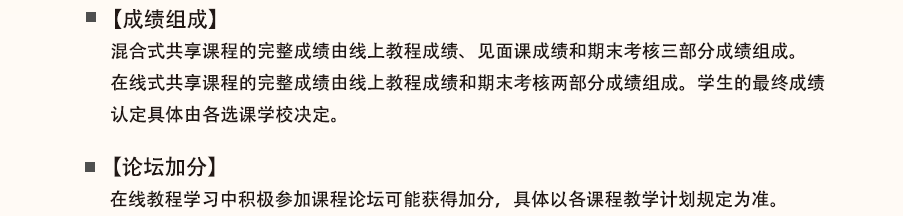 【成绩组成】
混合式共享课程的完整成绩由线上教程成绩、见面课成绩和期末考核三部分成绩组成。
在线式共享课程的完整成绩由线上教程成绩和期末考核两部分成绩组成。学生的最终成绩
认定具体由各选课学校决定。
【论坛加分】
在线教程学习中积极参加课程论坛可能获得加分，具体以各课程教学计划规定为准。